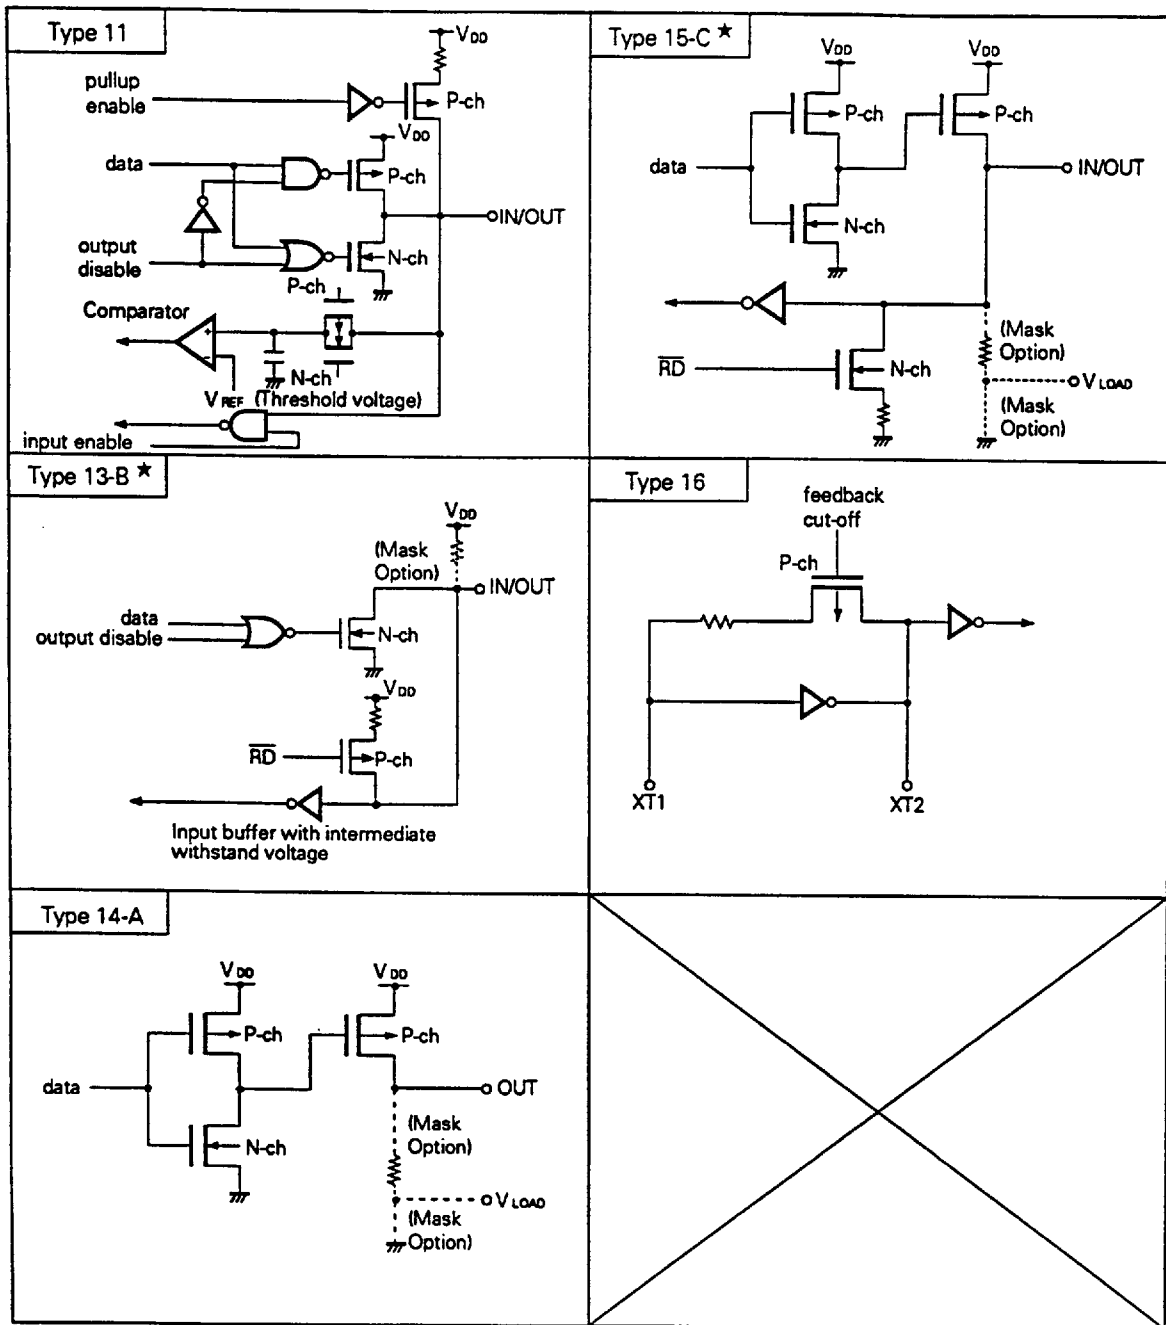 Type 11
VDD
pullup
enable
P-ch
VDD
data
P-ch
IN/OUT
output
disable
N-ch
P-ch
Comparator
+
−
N-ch
VREF (Threshold voltage)
input enable
Type 15-C ★
VDD
VDD
P-ch
P-ch
data
IN/OUT
N-ch
(Mask
Option)
RD
N-ch
VLOAD
(Mask
Option)
Type 13-B ★
VDD
(Mask
Option)
IN/OUT
data
output disable
N-ch
VDD
RD
P-ch
Input buffer with intermediate
withstand voltage
Type 16
feedback
cut-off
P-ch
XT1
XT2
Type 14-A
VDD
VDD
P-ch
P-ch
data
OUT
(Mask
Option)
N-ch
VLOAD
(Mask
Option)